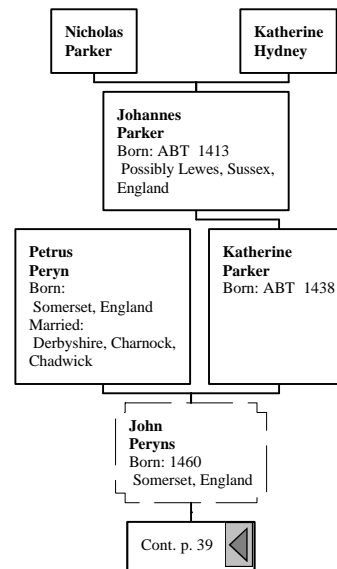 Nicholas
Parker
Katherine
Hydney
Johannes
Parker
Born: ABT 1413
Possibly Lewes, Sussex,
England
Petrus
Peryn
Born:
Somerset, England
Married:
Derbyshire, Charnock,
Chadwick
Katherine
Parker
Born: ABT 1438
John
Peryns
Born: 1460
Somerset, England
Cont. p. 39